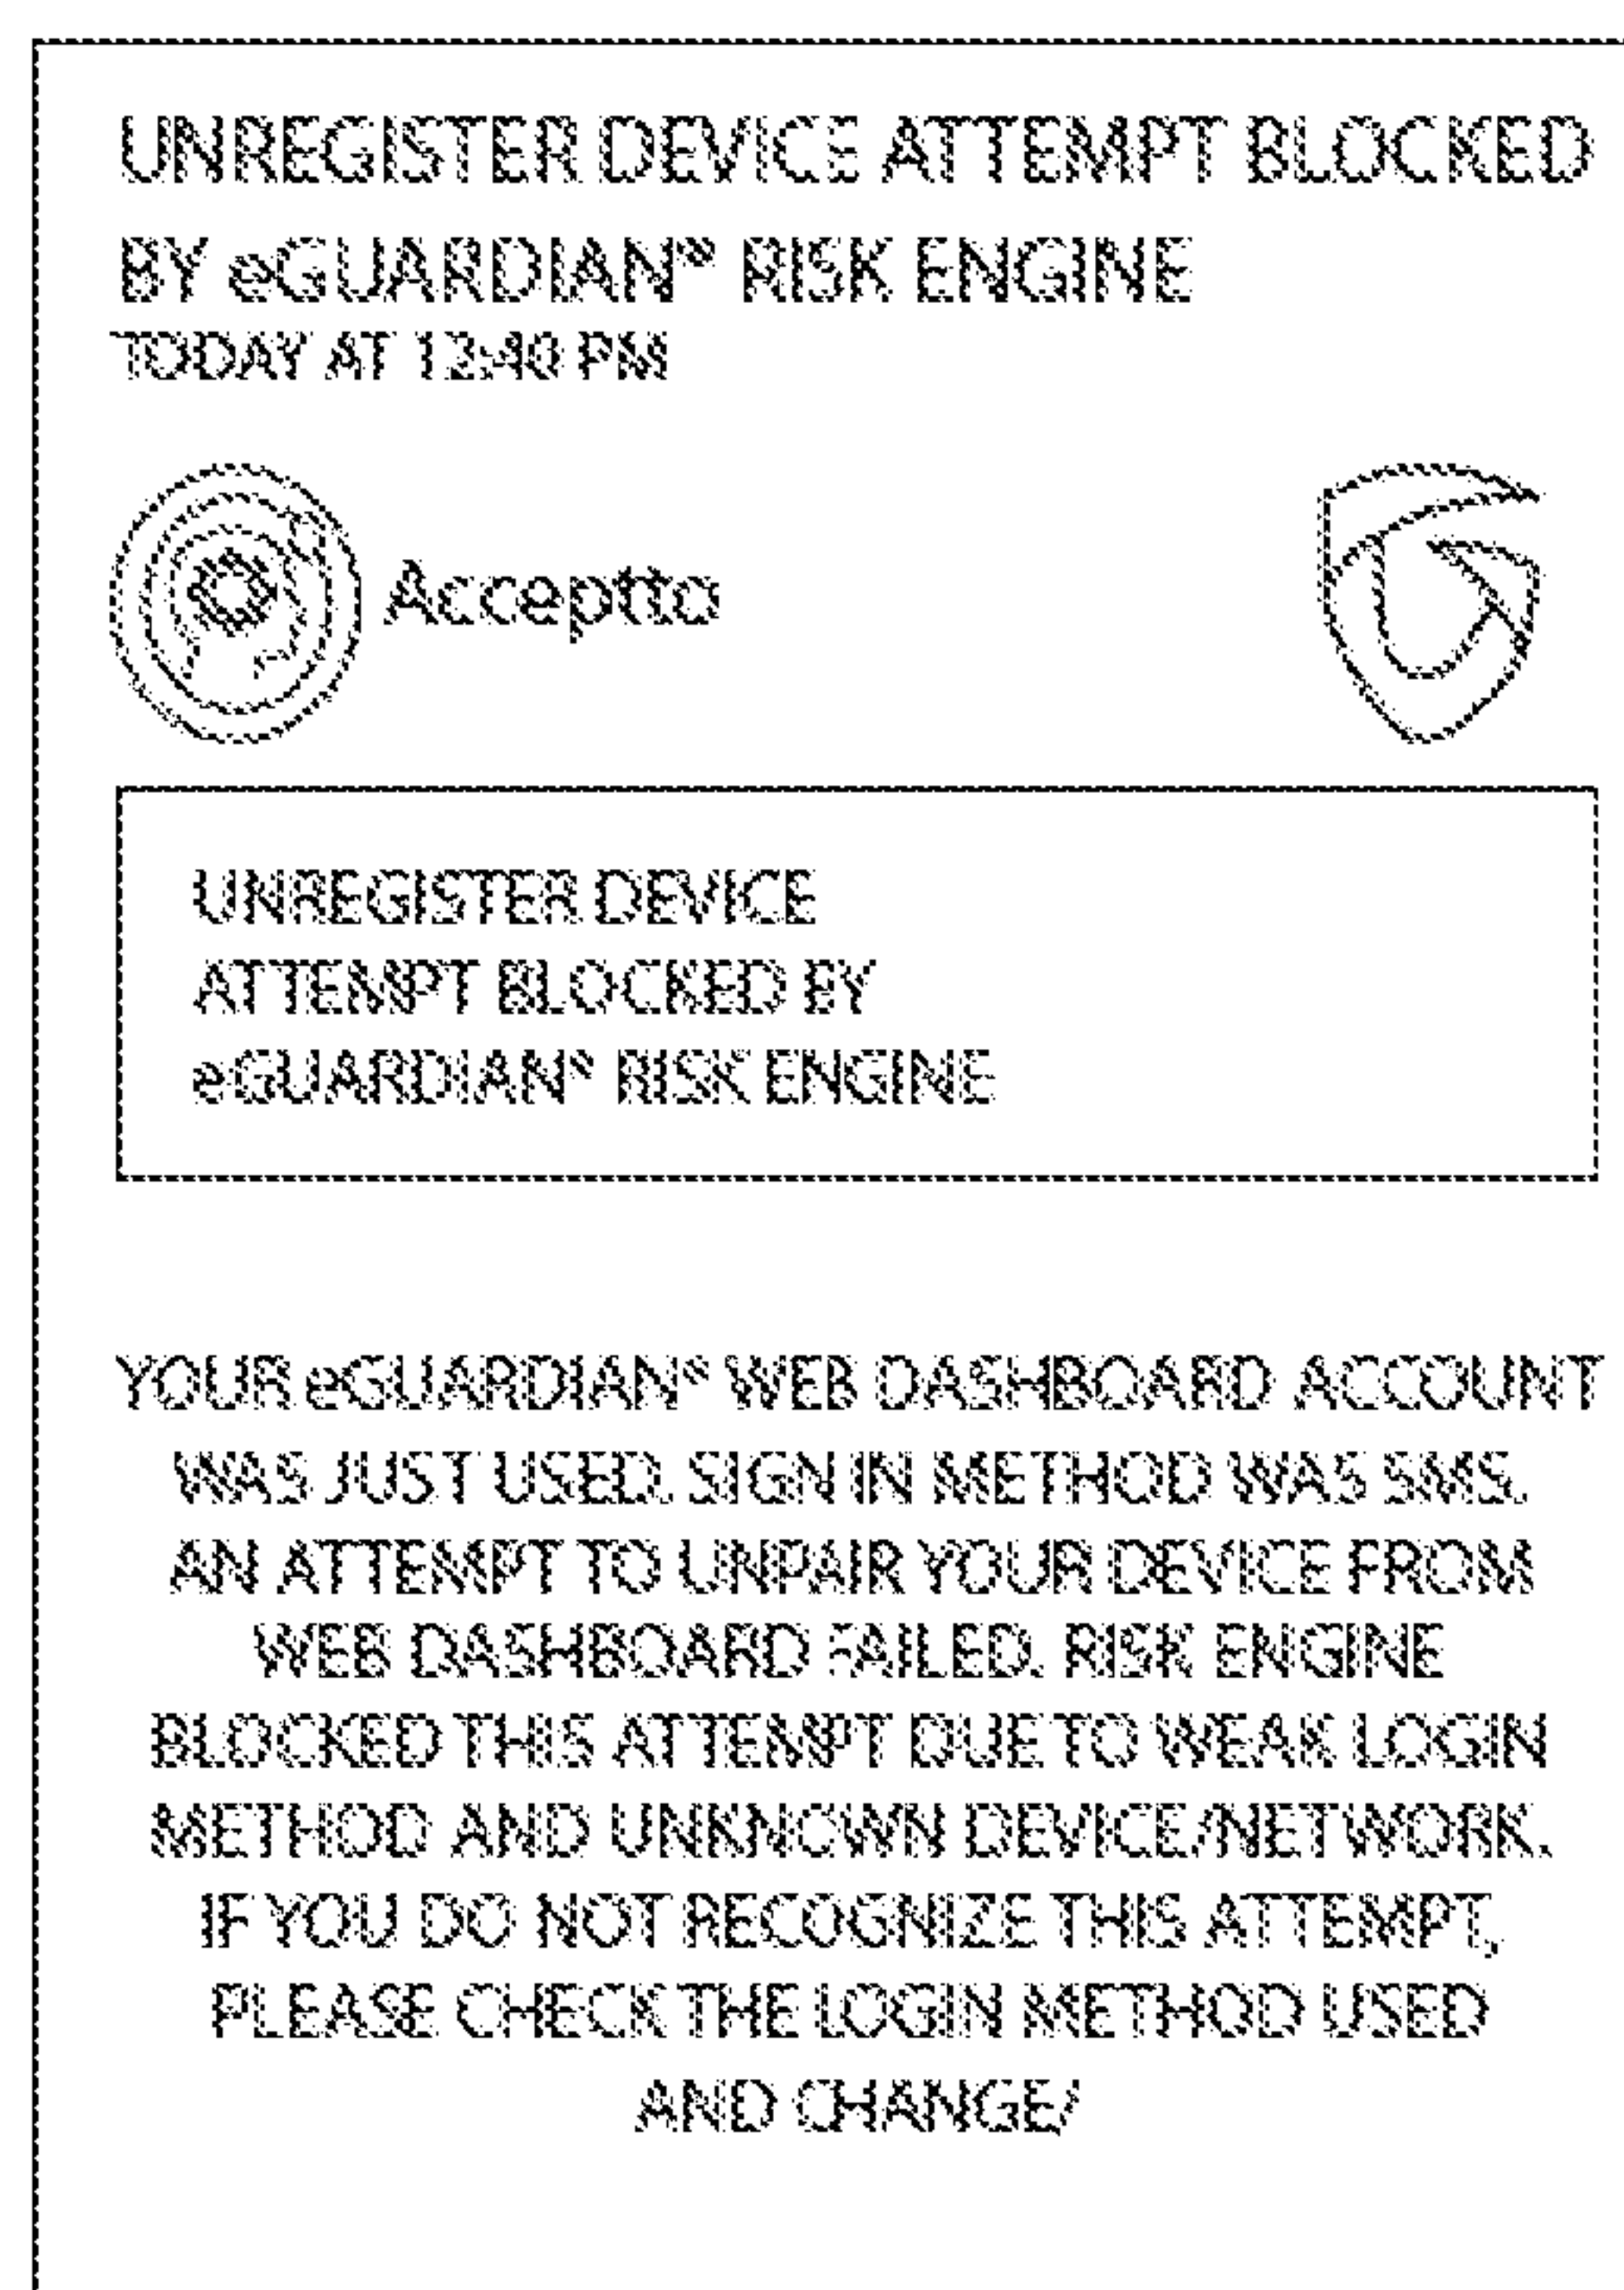 UNREGISTER DEVICE ATTEMPT BLOCKED
BY eGUARDIAN® RISK ENGINE
TODAY AT 12:40 PM
Acceptto
UNREGISTER DEVICE
ATTEMPT BLOCKED BY
eGUARDIAN® RISK ENGINE
YOUR eGUARDIAN® WEB DASHBOARD ACCOUNT
WAS JUST USED. SIGN IN METHOD WAS SMS.
AN ATTEMPT TO UNPAIR YOUR DEVICE FROM
WEB DASHBOARD FAILED. RISK ENGINE
BLOCKED THIS ATTEMPT DUE TO WEAK LOGIN
METHOD AND UNKNOWN DEVICE/NETWORK.
IF YOU DO NOT RECOGNIZE THIS ATTEMPT,
PLEASE CHECK THE LOGIN METHOD USED
AND CHANGE/